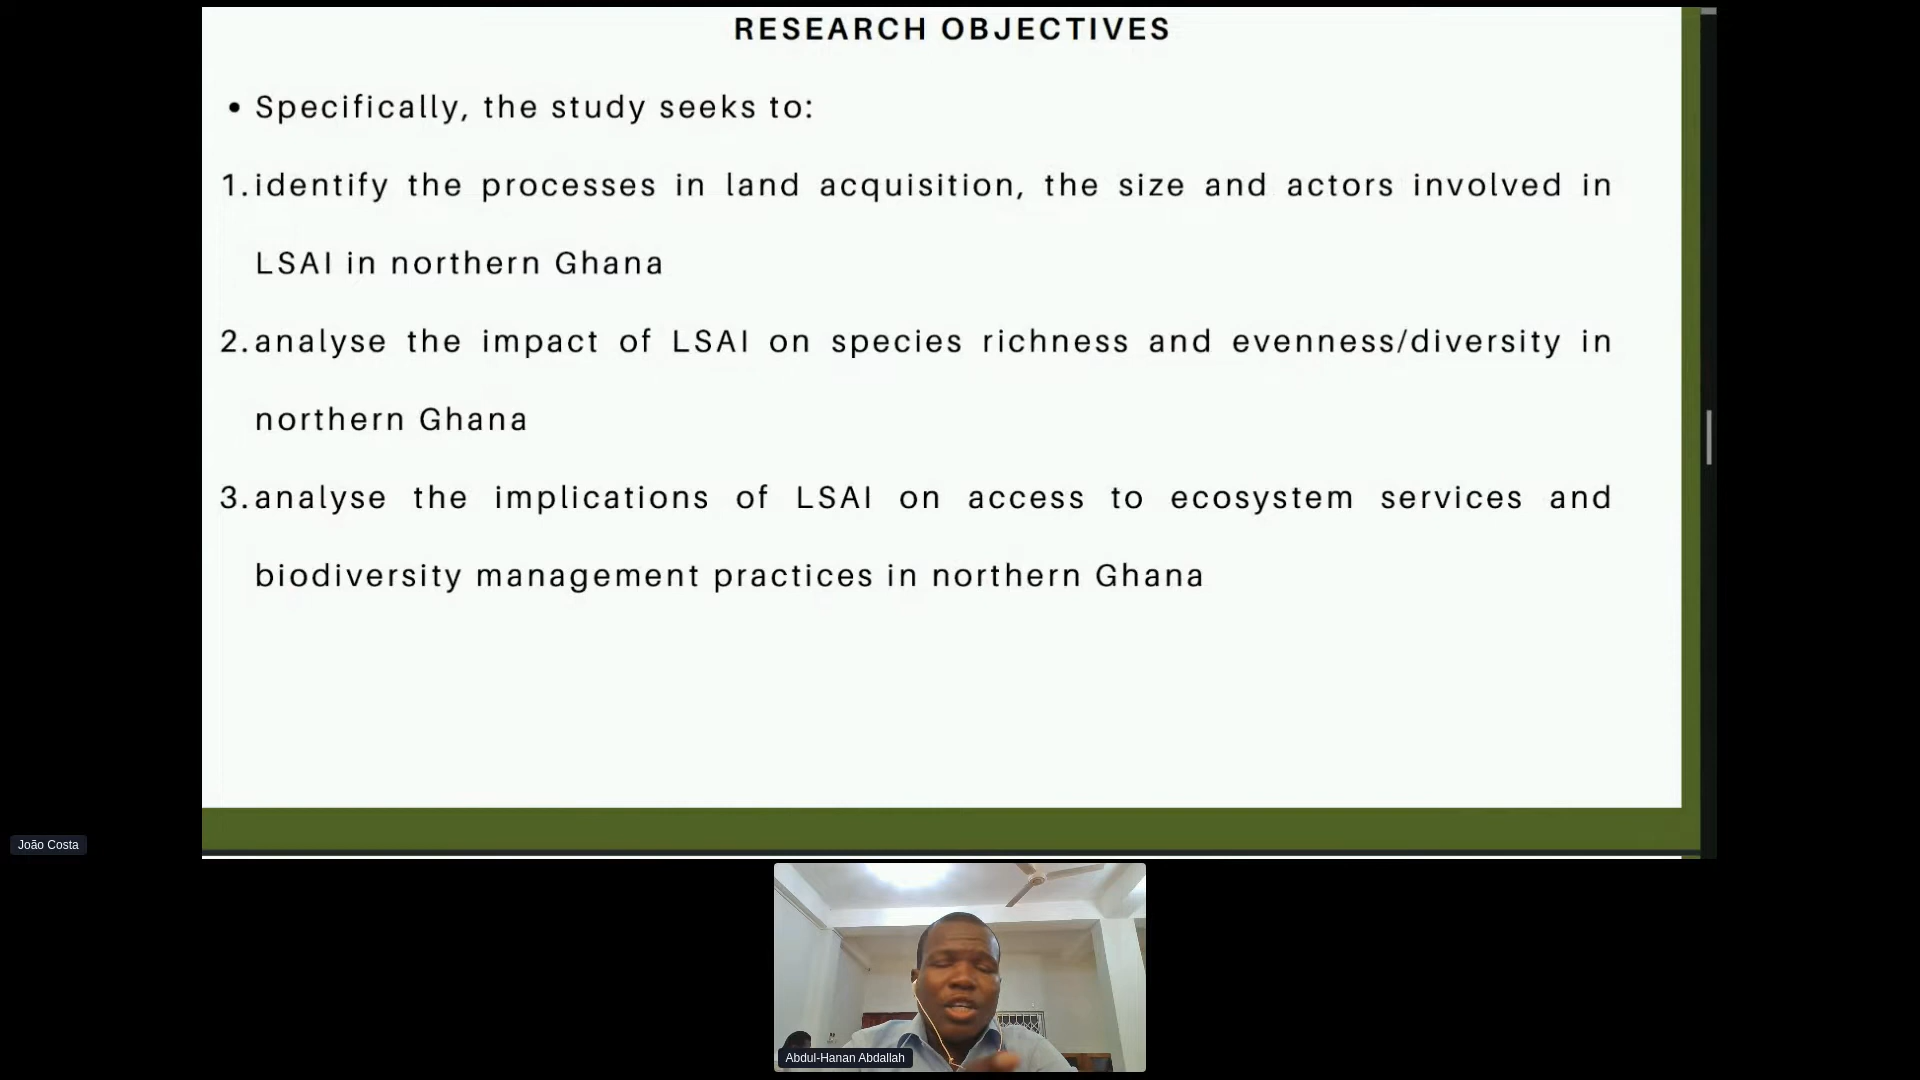 RESEARCH OBJECTIVES
• Specifically, the study seeks to:
1. identify the processes in land acquisition, the size and actors involved in
LSAI in northern Ghana
2. analyse the impact of LSAI on species richness and evenness/diversity in
northern Ghana
3. analyse the implications of LSAI on access to ecosystem services and
biodiversity management practices in northern Ghana
João Costa
Abdul-Hanan Abdallah